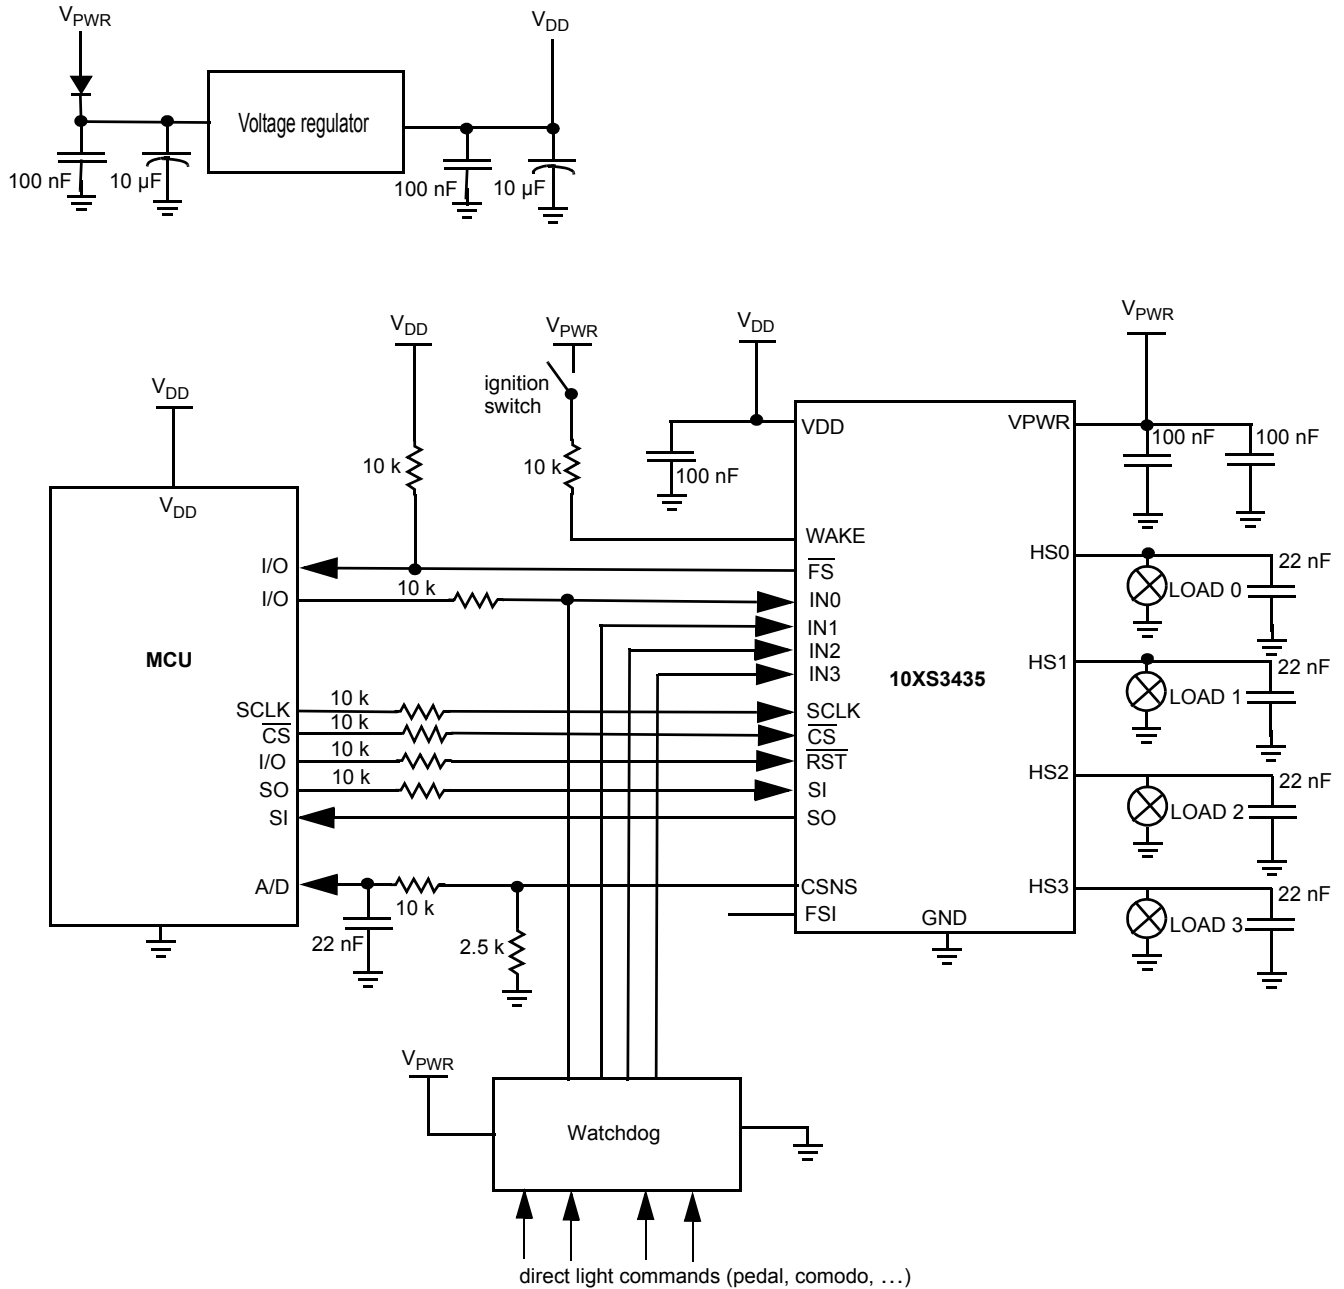 VPWR
VDD
Voltage regulator
100 nF
10 µF
100 nF
10 µF
VDD
VPWR
VDD
VPWR
ignition
switch
VDD
10 k
10 k
100 nF
VDD
VPWR
100 nF
100 nF
VDD
WAKE
HS0
22 nF
I/O
FS
10 k
LOAD 0
I/O
IN0
IN1
IN2
IN3
MCU
10XS3435
HS1
22 nF
LOAD 1
SCLK
10 k
SCLK
CS
10 k
CS
I/O
10 k
RST
SO
10 k
SI
SI
SO
HS2
22 nF
LOAD 2
A/D
10 k
CSNS
FSI
GND
HS3
22 nF
LOAD 3
22 nF
2.5 k
VPWR
Watchdog
direct light commands (pedal, comodo, …)